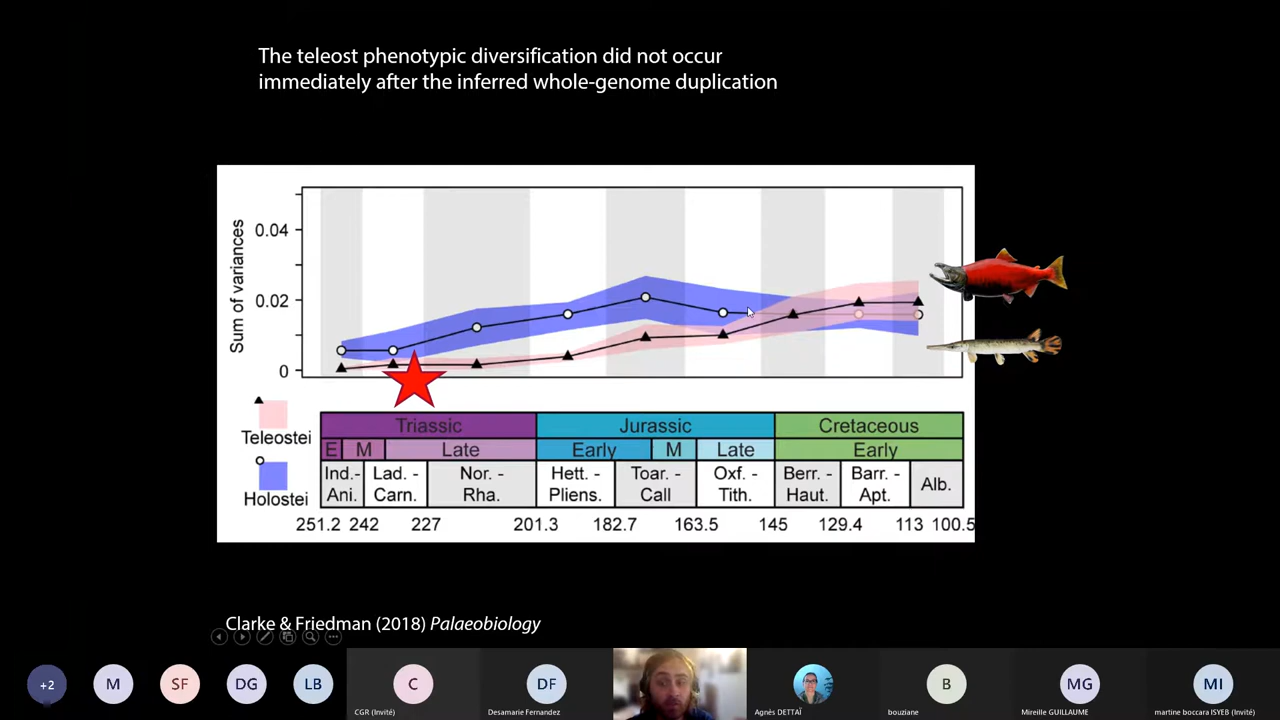 The teleost phenotypic diversification did not occur
immediately after the inferred whole-genome duplication
Sum of variances
0.04
0.02
0
Teleostei
Holostei
Triassic Jurassic Cretaceous
E M Late Early M Late Early
Ind.- Lad. - Nor. - Hett. - Toar. - Oxf. - Berr. - Barr. - Alb.
Ani. Carn. Rha. Pliens. Call Tith. Haut. Apt.
251.2 242 227 201.3 182.7 163.5 145 129.4 113 100.5
Clarke & Friedman (2018) Palaeobiology
+2 M SF DG LB C DF B MG MI
CGR (Invité) Desamarie Fernandez Agnés DETTAÏ bouziane Mireille GUILLAUME martine boccara ISYEB (Invité)